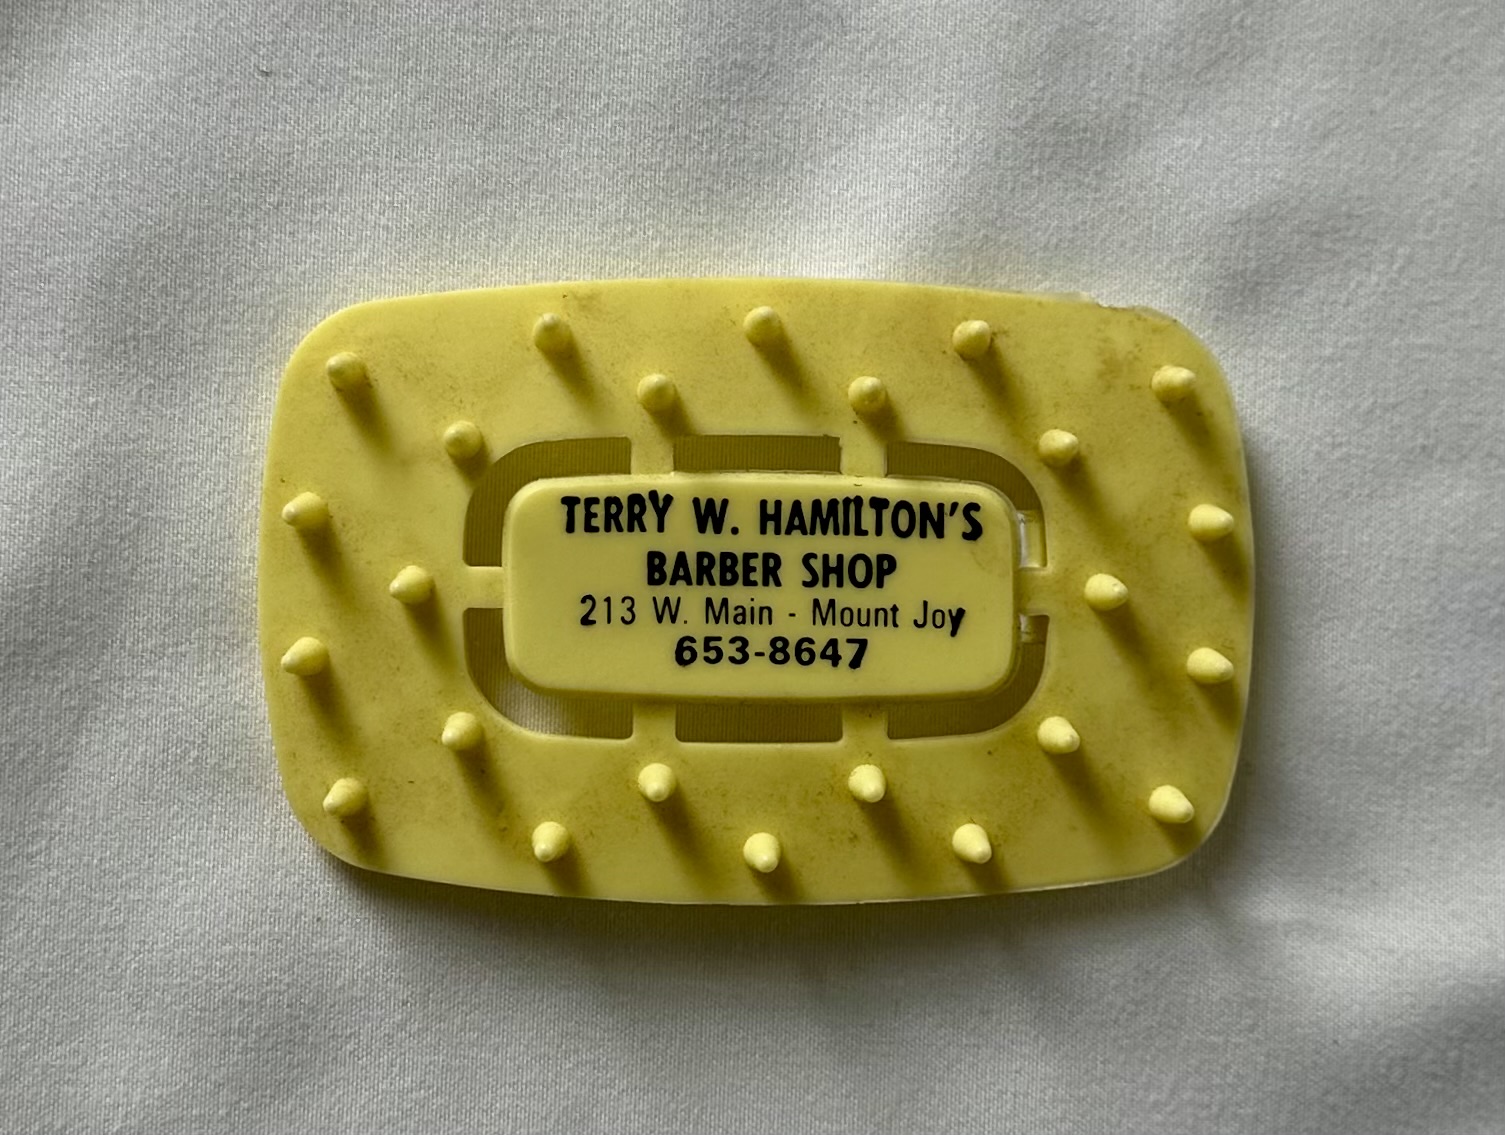 TERRY W. HAMILTON'S
BARBER SHOP
213 W. Main - Mount Joy
653-8647